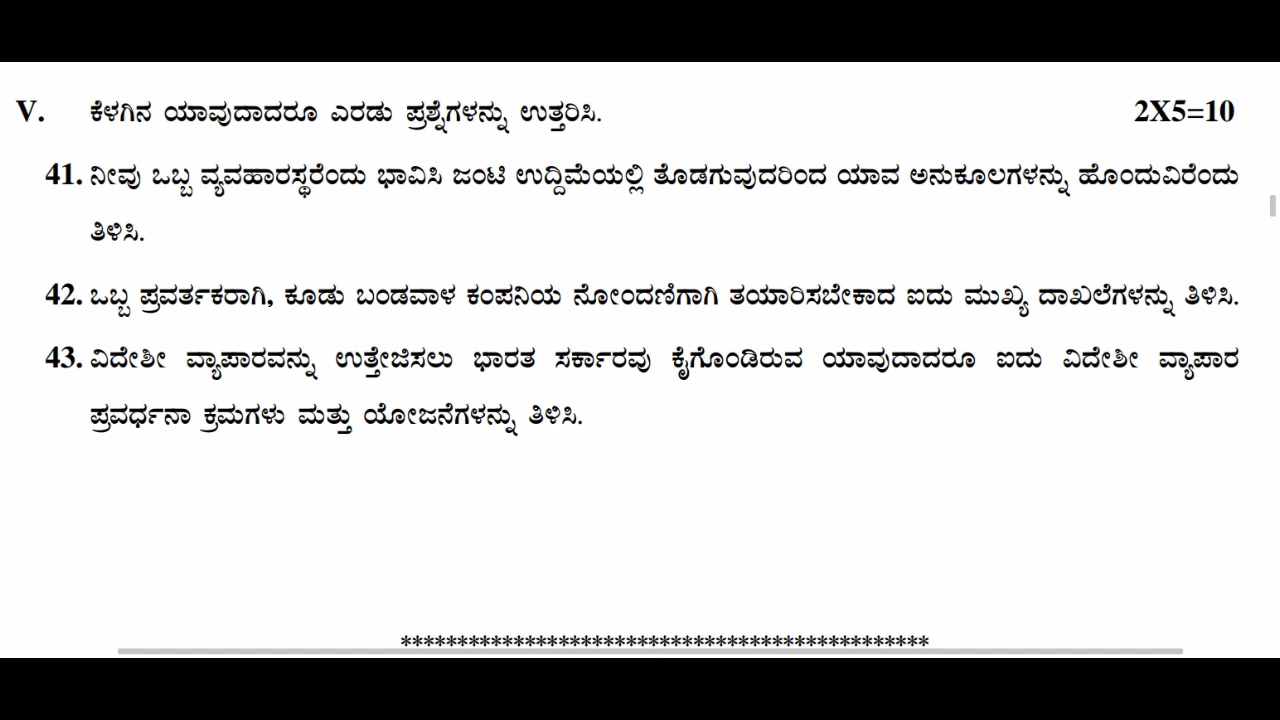 V. ಕೆಳಗಿನ ಯಾವುದಾದರೂ ಎರಡು ಪ್ರಶ್ನೆಗಳನ್ನು ಉತ್ತರಿಸಿ. 2X5=10
41. ನೀವು ಒಬ್ಬ ವ್ಯವಹಾರಸ್ಥರೆಂದು ಭಾವಿಸಿ ಜಂಟಿ ಉದ್ದಿಮೆಯಲ್ಲಿ ತೊಡಗುವುದರಿಂದ ಯಾವ ಅನುಕೂಲಗಳನ್ನು ಹೊಂದುವಿರೆಂದು
ತಿಳಿಸಿ.
42. ಒಬ್ಬ ಪ್ರವರ್ತಕರಾಗಿ, ಕೂಡು ಬಂಡವಾಳ ಕಂಪನಿಯ ನೋಂದಣಿಗಾಗಿ ತಯಾರಿಸಬೇಕಾದ ಐದು ಮುಖ್ಯ ದಾಖಲೆಗಳನ್ನು ತಿಳಿಸಿ.
43. ವಿದೇಶೀ ವ್ಯಾಪಾರವನ್ನು ಉತ್ತೇಜಿಸಲು ಭಾರತ ಸರ್ಕಾರವು ಕೈಗೊಂಡಿರುವ ಯಾವುದಾದರೂ ಐದು ವಿದೇಶೀ ವ್ಯಾಪಾರ
ಪ್ರವರ್ಧನಾ ಕ್ರಮಗಳು ಮತ್ತು ಯೋಜನೆಗಳನ್ನು ತಿಳಿಸಿ.
***********************************************